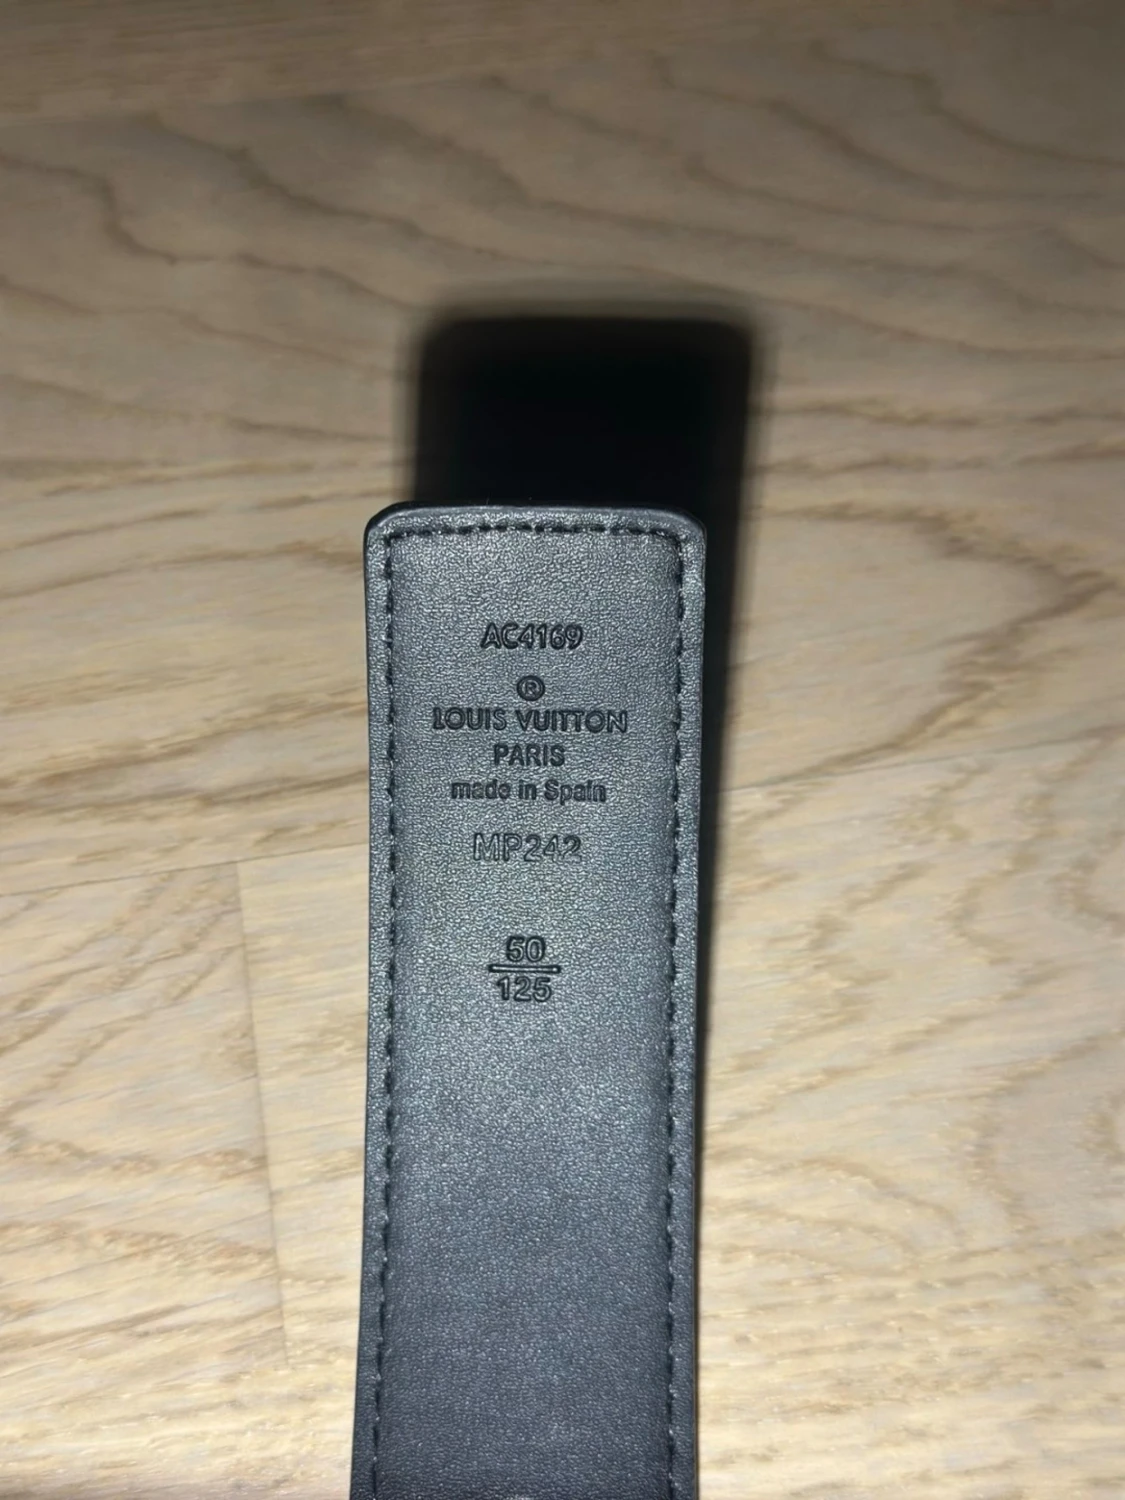 AC4169
®
LOUIS VUITTON
PARIS
made in Spain
MP242
50
125